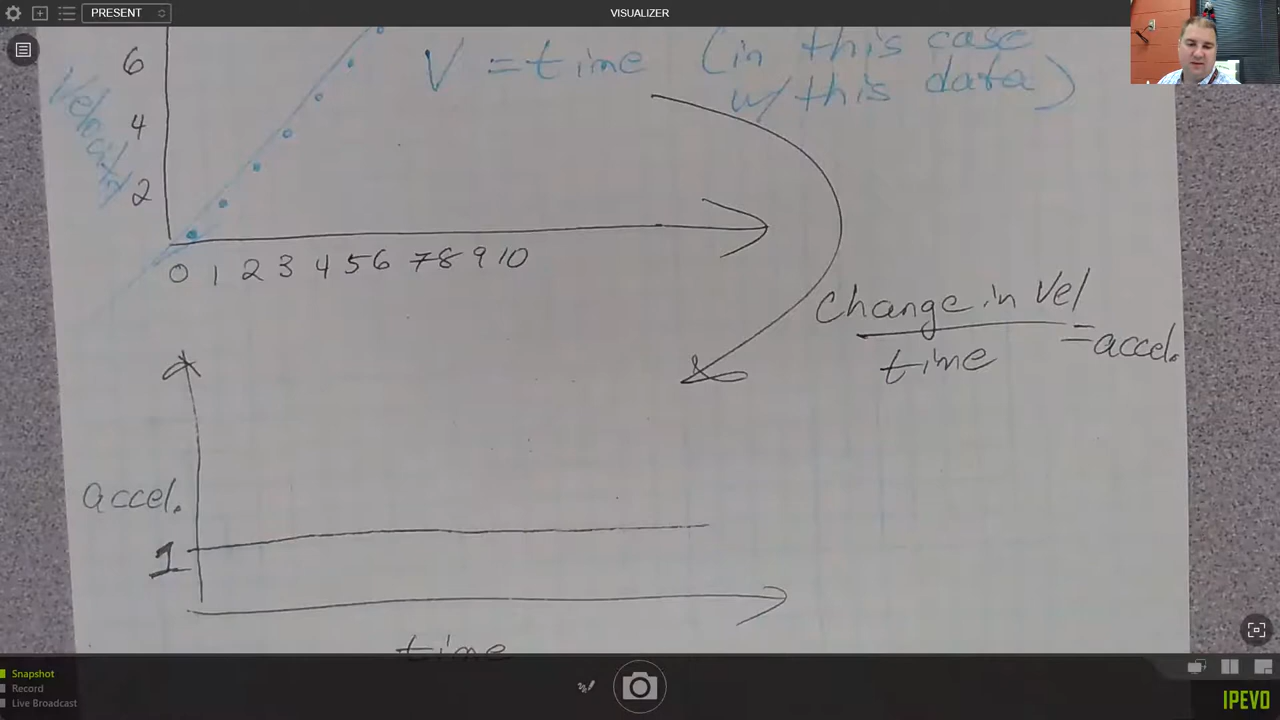 PRESENT
VISUALIZER
6
4
2
Velocity
V = time (in this case
w/ this data)
0 1 2 3 4 5 6 7 8 9 10
Change in Vel
time
= accel.
accel.
1
time
Snapshot
Record
Live Broadcast
IPEVO